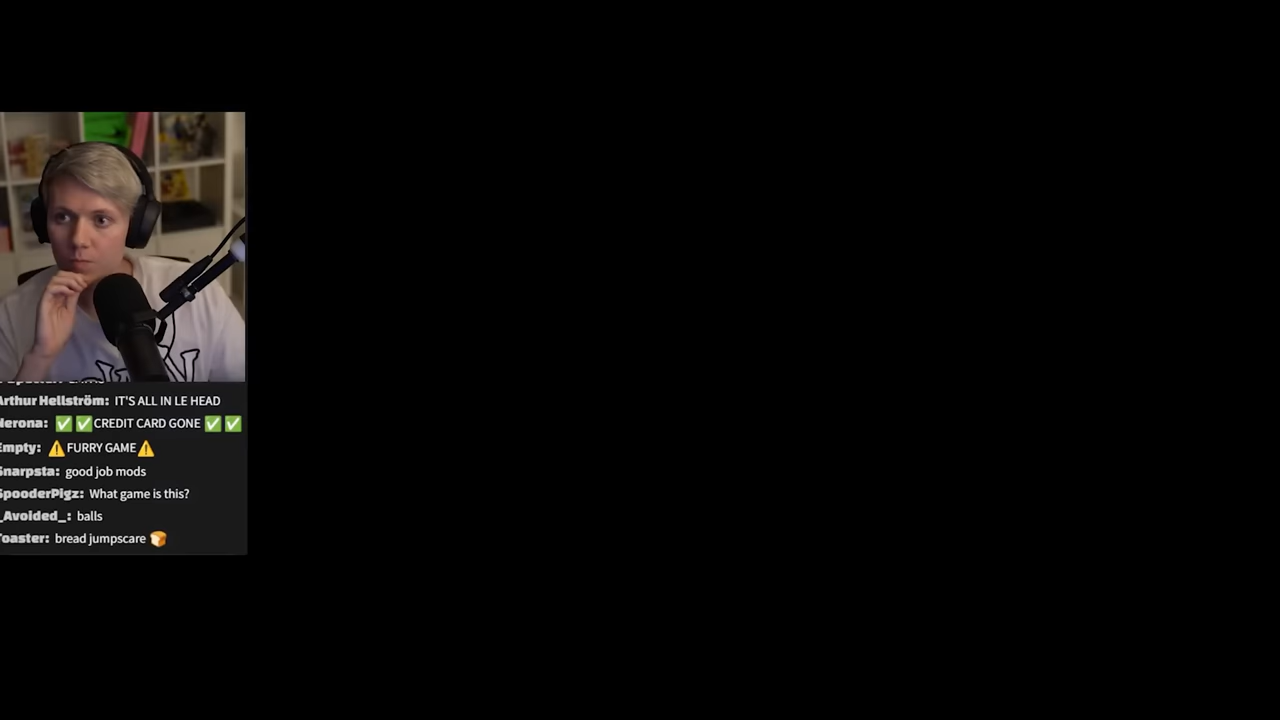 Arthur Hellström: IT'S ALL IN LE HEAD
Nerona: ✅ ✅CREDIT CARD GONE ✅ ✅
Empty: ⚠️FURRY GAME⚠️
Snarpsta: good job mods
SpooderPigz: What game is this?
_Avoided_: balls
Toaster: bread jumpscare 🍞